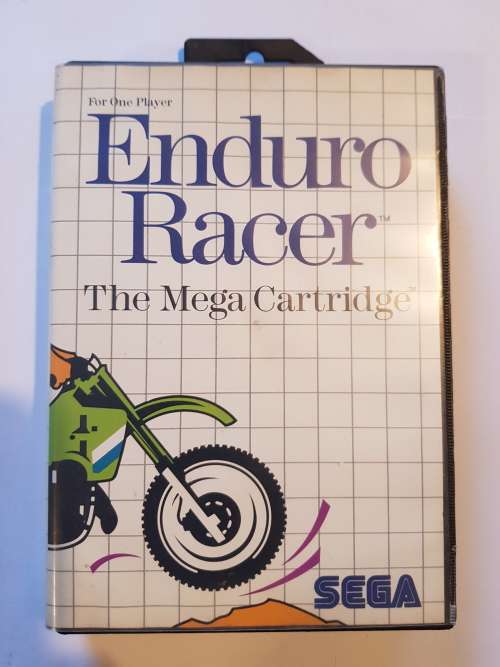 For One Player
Enduro
Racer™
The Mega Cartridge™
SEGA